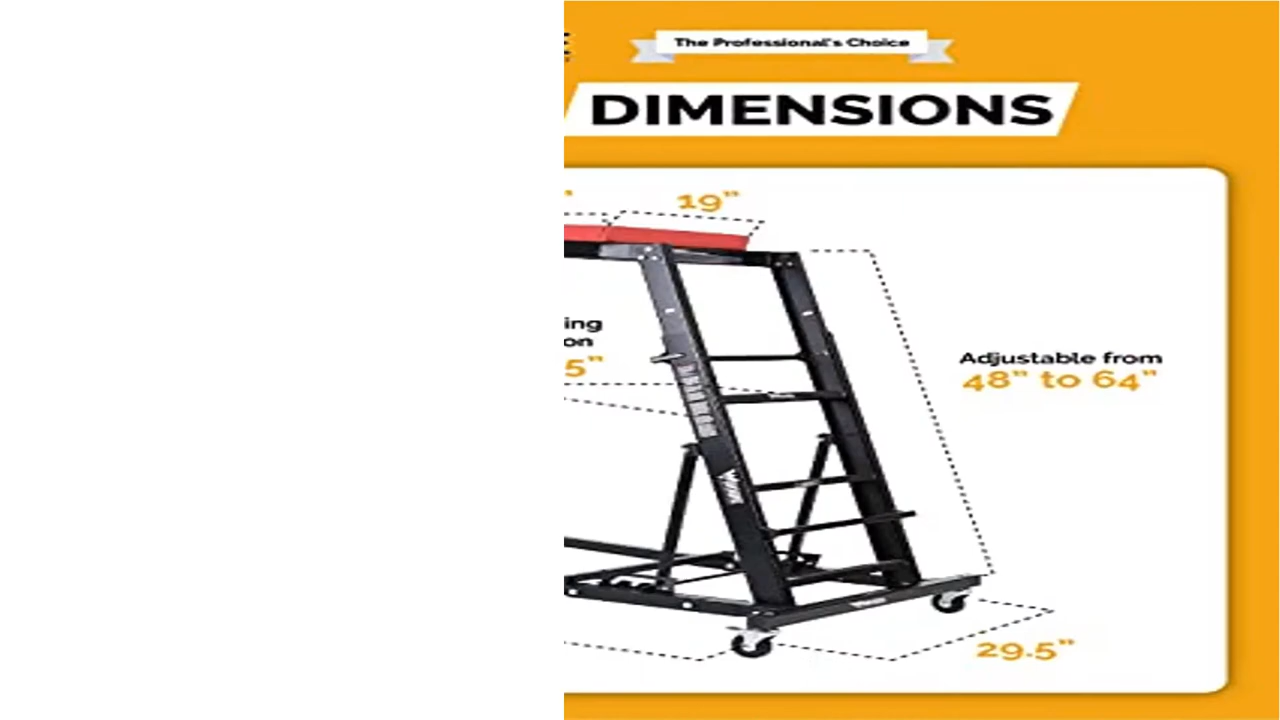 The Professional's Choice
DIMENSIONS
19”
ing
on
5”
Adjustable from
48” to 64”
29.5”